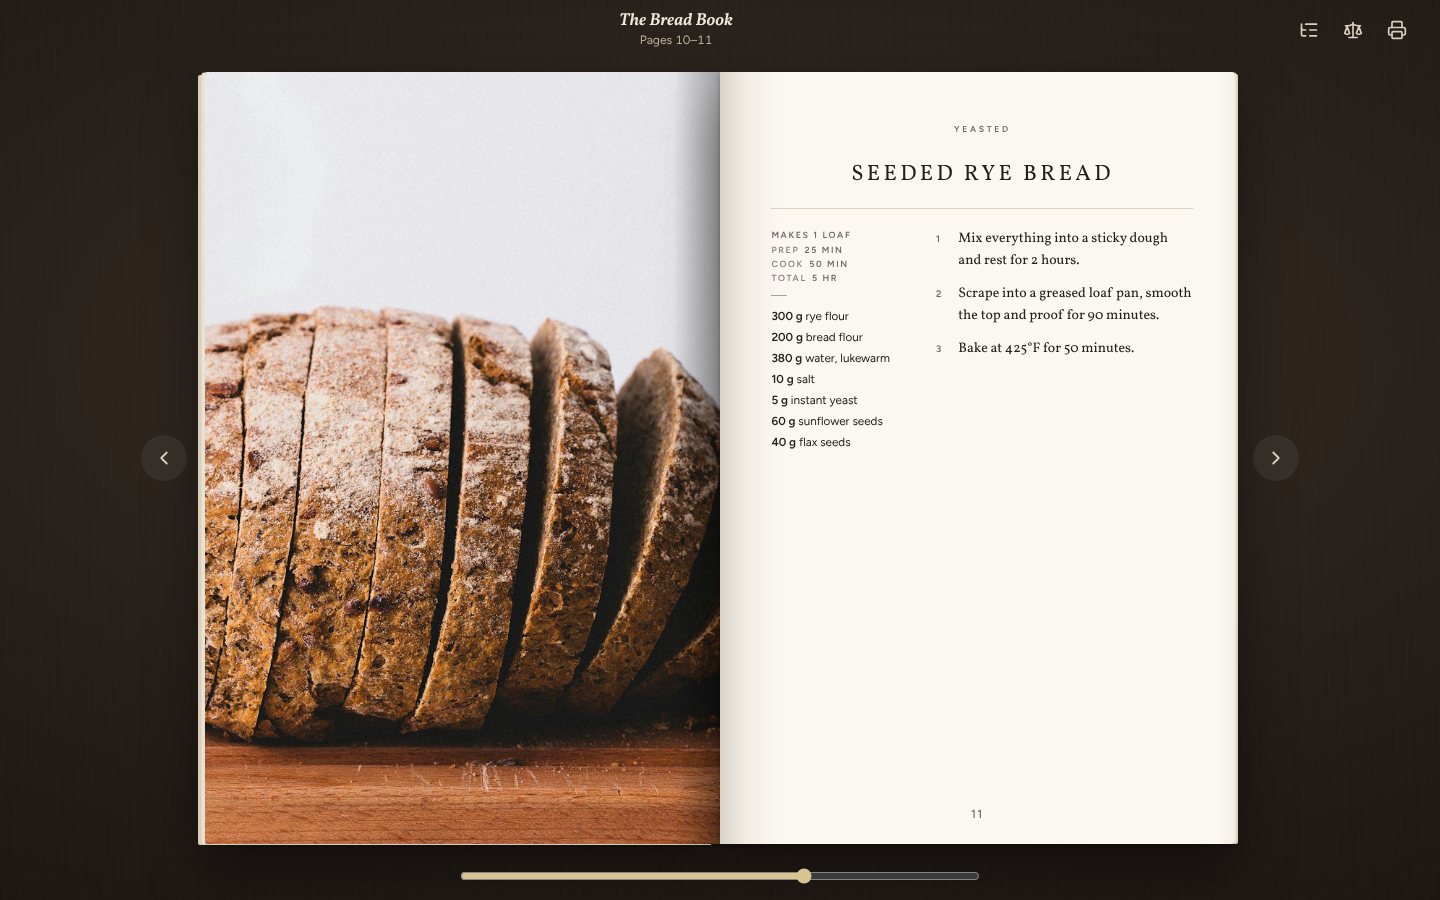 The Bread Book
Pages 10–11
YEASTED
SEEDED RYE BREAD
MAKES 1 LOAF
PREP 25 MIN
COOK 50 MIN
TOTAL 5 HR
300 g rye flour
200 g bread flour
380 g water, lukewarm
10 g salt
5 g instant yeast
60 g sunflower seeds
40 g flax seeds
1 Mix everything into a sticky dough
and rest for 2 hours.
2 Scrape into a greased loaf pan, smooth
the top and proof for 90 minutes.
3 Bake at 425°F for 50 minutes.
11